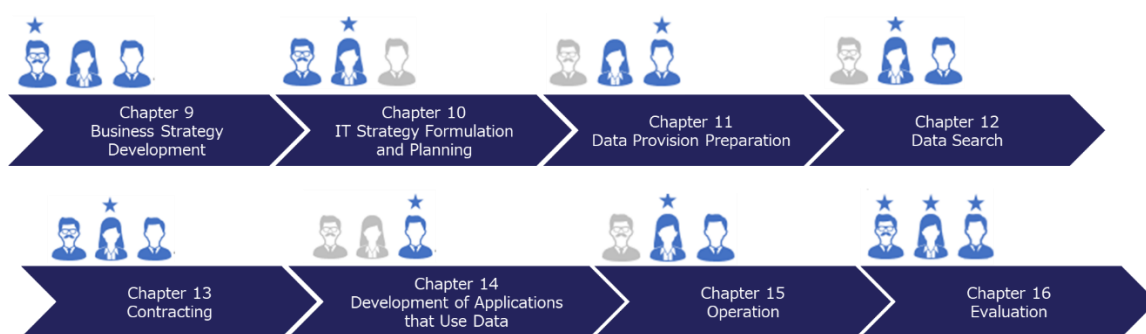 Chapter 9
Business Strategy
Development
Chapter 10
IT Strategy Formulation
and Planning
Chapter 11
Data Provision Preparation
Chapter 12
Data Search
Chapter 13
Contracting
Chapter 14
Development of Applications
that Use Data
Chapter 15
Operation
Chapter 16
Evaluation